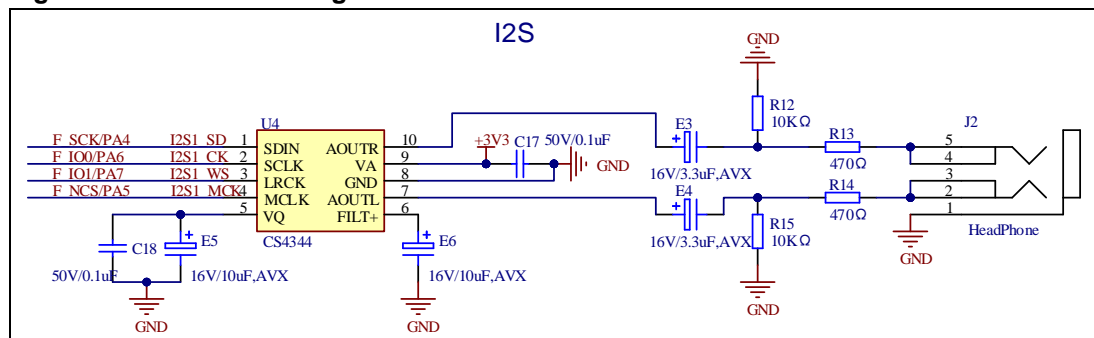 I2S
GND
U4
R12
10KΩ
E3
16V/3.3uF,AVX
+3V3
C17
50V/0.1uF
GND
R13
470Ω
J2
F_SCK/PA4 I2S1_SD 1 SDIN AOUTR 10
F_IO0/PA6 I2S1_CK 2 SCLK VA 9
F_IO1/PA7 I2S1_WS 3 LRCK GND 8
F_NCS/PA5 I2S1_MCK 4 MCLK AOUTL 7
5 VQ FILT+ 6
CS4344
5
4
3
2
1
HeadPhone
E4
16V/3.3uF,AVX
R14
470Ω
R15
10KΩ
GND
GND
C18
50V/0.1uF
E5
16V/10uF,AVX
GND
E6
16V/10uF,AVX
GND